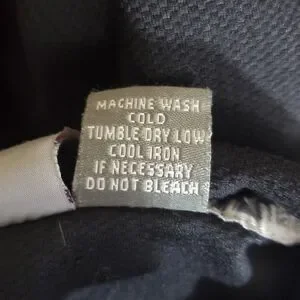 MACHINE WASH
COLD
TUMBLE DRY LOW
COOL IRON
IF NECESSARY
DO NOT BLEACH